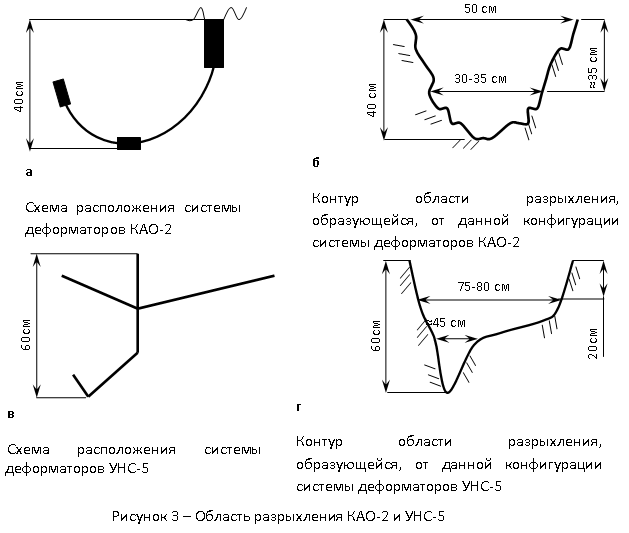 50 см
40 см
30-35 см
40 см
≈35 см
а
б
Схема расположения системы
деформаторов КАО-2
Контур области разрыхления,
образующейся, от данной конфигурации
системы деформаторов КАО-2
60см
75-80 см
≈45 см
60см
20см
в
г
Схема расположения системы
деформаторов УНС-5
Контур области разрыхления,
образующейся, от данной конфигурации
системы деформаторов УНС-5
Рисунок 3 – Область разрыхления КАО-2 и УНС-5